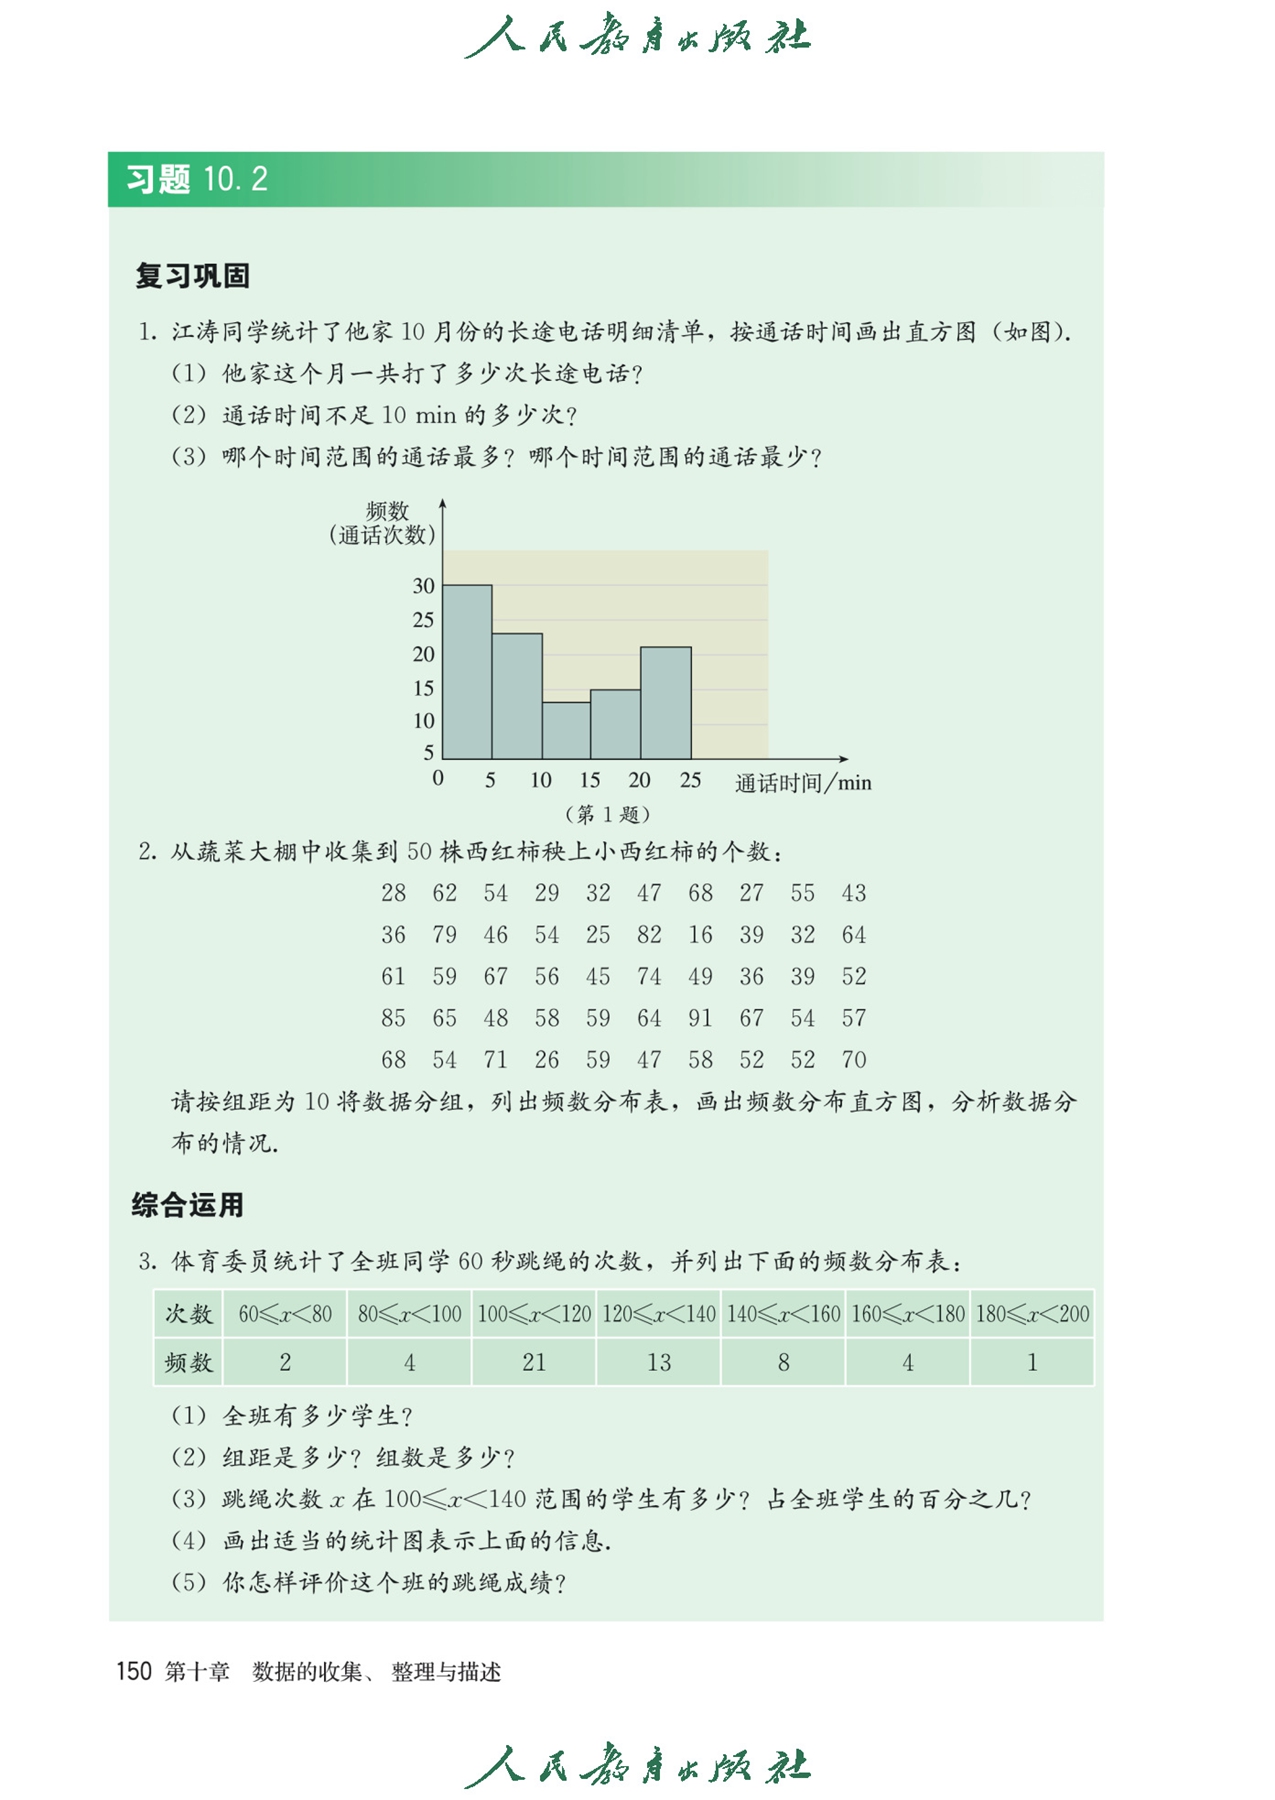 人民教育出版社
习题 10.2
复习巩固
1. 江涛同学统计了他家 10 月份的长途电话明细清单，按通话时间画出直方图（如图）.
（1）他家这个月一共打了多少次长途电话？
（2）通话时间不足 10 min 的多少次？
（3）哪个时间范围的通话最多？哪个时间范围的通话最少？
频数
（通话次数）
30
25
20
15
10
5
0 5 10 15 20 25 通话时间/min
（第 1 题）
2. 从蔬菜大棚中收集到 50 株西红柿秧上小西红柿的个数：
28 62 54 29 32 47 68 27 55 43
36 79 46 54 25 82 16 39 32 64
61 59 67 56 45 74 49 36 39 52
85 65 48 58 59 64 91 67 54 57
68 54 71 26 59 47 58 52 52 70
请按组距为 10 将数据分组，列出频数分布表，画出频数分布直方图，分析数据分
布的情况.
综合运用
3. 体育委员统计了全班同学 60 秒跳绳的次数，并列出下面的频数分布表：
次数 60≤x<80 80≤x<100 100≤x<120 120≤x<140 140≤x<160 160≤x<180 180≤x<200
频数 2 4 21 13 8 4 1
（1）全班有多少学生？
（2）组距是多少？组数是多少？
（3）跳绳次数 x 在 100≤x<140 范围的学生有多少？占全班学生的百分之几？
（4）画出适当的统计图表示上面的信息.
（5）你怎样评价这个班的跳绳成绩？
150 第十章 数据的收集、整理与描述
人民教育出版社